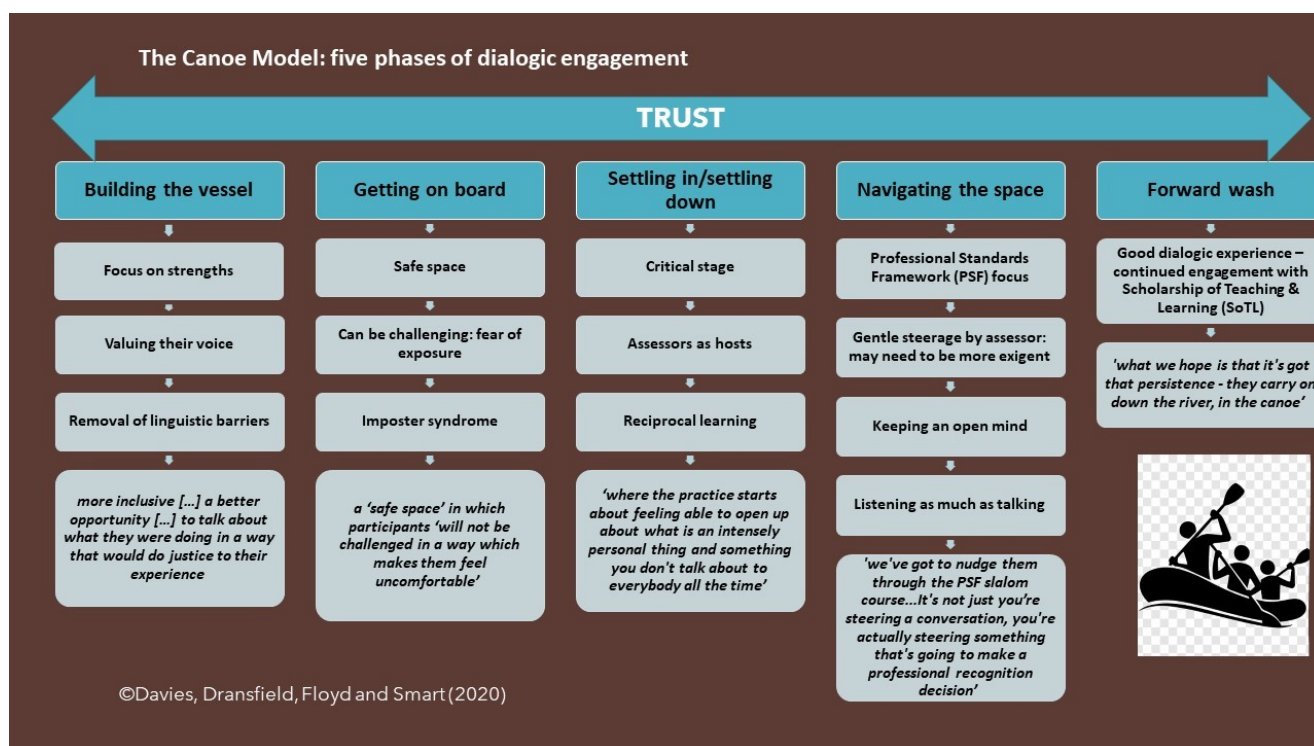 The Canoe Model: five phases of dialogic engagement
TRUST
Building the vessel
Focus on strengths
Valuing their voice
Removal of linguistic barriers
more inclusive [...] a better
opportunity [...] to talk about
what they were doing in a way
that would do justice to their
experience
Getting on board
Safe space
Can be challenging: fear of
exposure
Imposter syndrome
a ‘safe space’ in which
participants ‘will not be
challenged in a way which
makes them feel
uncomfortable’
Settling in/settling
down
Critical stage
Assessors as hosts
Reciprocal learning
‘where the practice starts
about feeling able to open up
about what is an intensely
personal thing and something
you don't talk about to
everybody all the time’
Navigating the space
Professional Standards
Framework (PSF) focus
Gentle steerage by assessor:
may need to be more exigent
Keeping an open mind
Listening as much as talking
'we've got to nudge them
through the PSF slalom
course...It's not just you’re
steering a conversation, you're
actually steering something
that's going to make a
professional recognition
decision’
Forward wash
Good dialogic experience –
continued engagement with
Scholarship of Teaching &
Learning (SoTL)
'what we hope is that it's got
that persistence - they carry on
down the river, in the canoe’
©Davies, Dransfield, Floyd and Smart (2020)